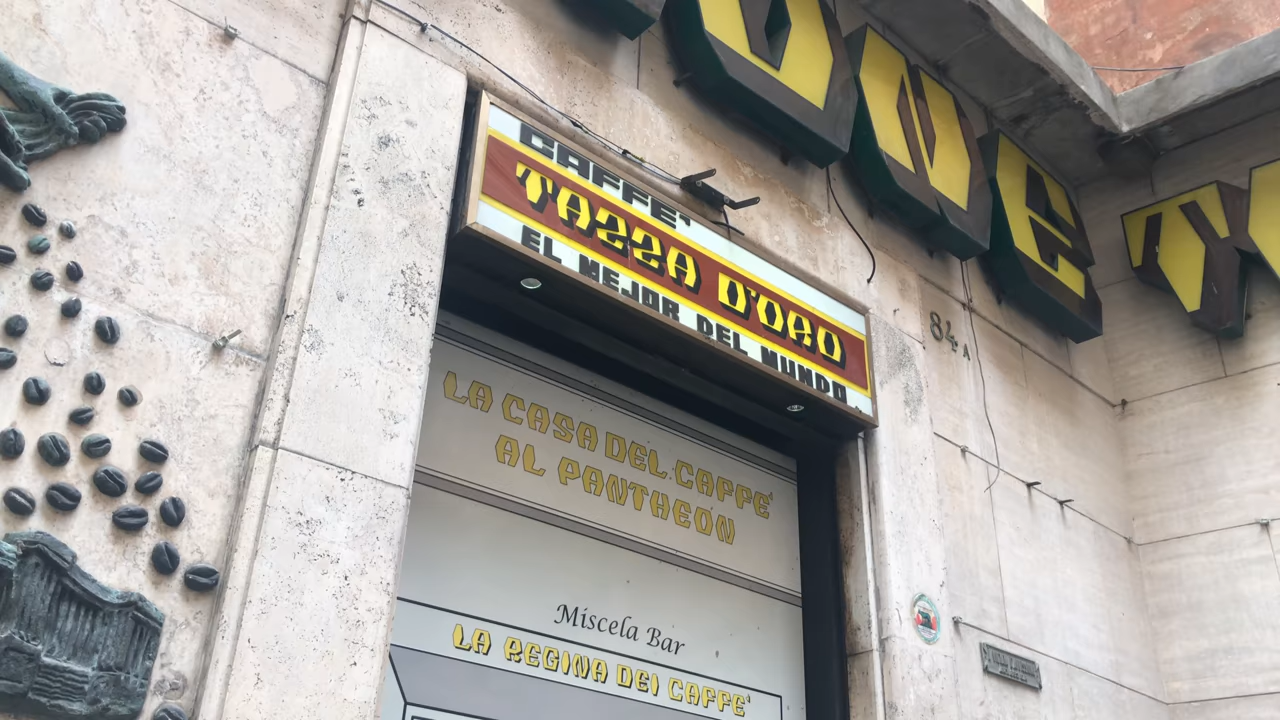 CAFFE'
TAZZA D'ORO
EL MEJOR DEL MUNDO
84 A
LA CASA DEL CAFFE'
AL PANTHEON
Miscela Bar
LA REGINA DEI CAFFE'